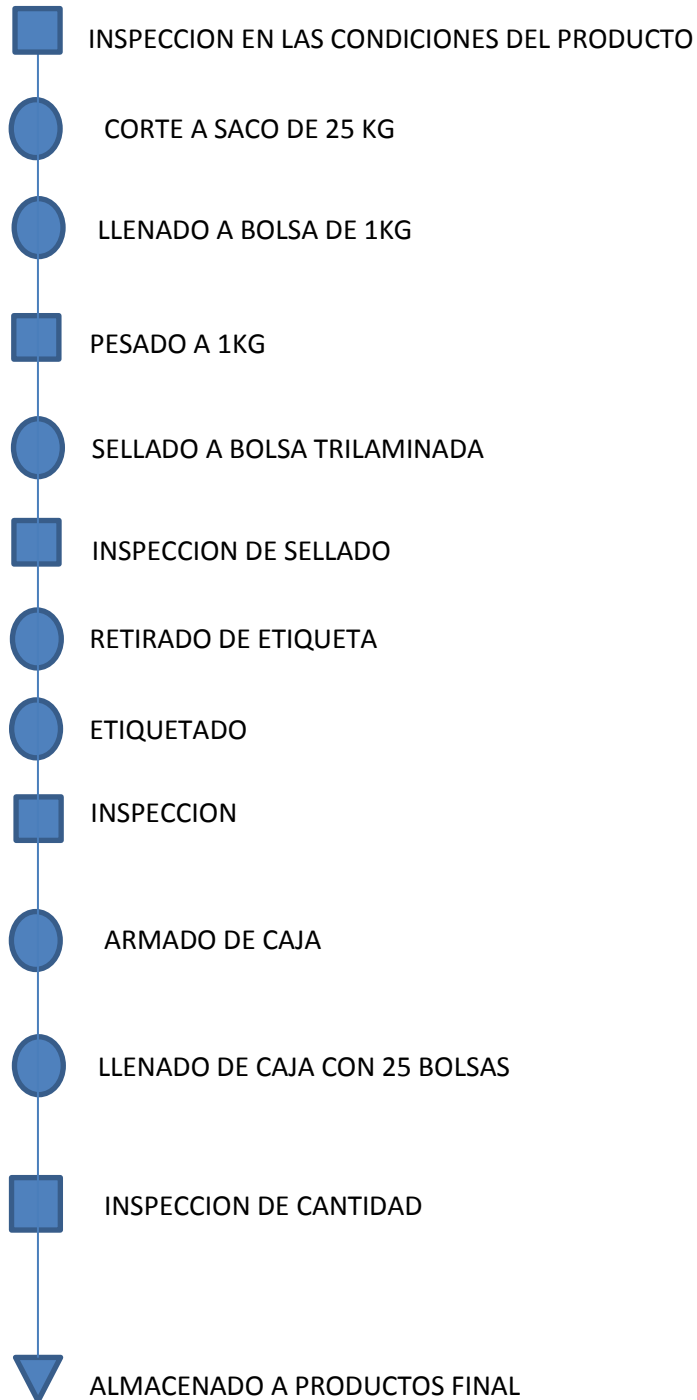 INSPECCION EN LAS CONDICIONES DEL PRODUCTO
CORTE A SACO DE 25 KG
LLENADO A BOLSA DE 1KG
PESADO A 1KG
SELLADO A BOLSA TRILAMINADA
INSPECCION DE SELLADO
RETIRADO DE ETIQUETA
ETIQUETADO
INSPECCION
ARMADO DE CAJA
LLENADO DE CAJA CON 25 BOLSAS
INSPECCION DE CANTIDAD
ALMACENADO A PRODUCTOS FINAL